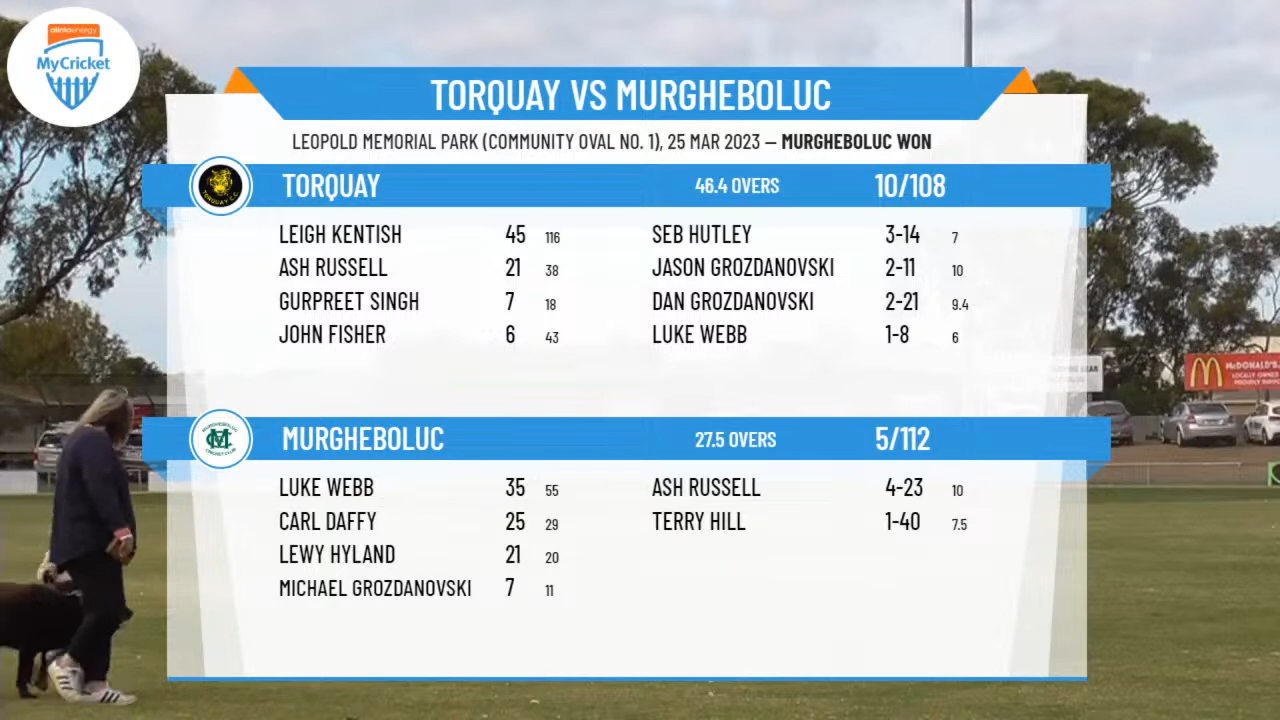 alintaenergy
MyCricket
TORQUAY VS MURGHEBOLUC
LEOPOLD MEMORIAL PARK (COMMUNITY OVAL NO. 1), 25 MAR 2023 – MURGHEBOLUC WON
TORQUAY 46.4 OVERS 10/108
LEIGH KENTISH 45 116 SEB HUTLEY 3-14 7
ASH RUSSELL 21 38 JASON GROZDANOVSKI 2-11 10
GURPREET SINGH 7 18 DAN GROZDANOVSKI 2-21 9.4
JOHN FISHER 6 43 LUKE WEBB 1-8 6
McDONALD'S
LOCALLY OWNED
PROUDLY
MURGHEBOLUC 27.5 OVERS 5/112
LUKE WEBB 35 55 ASH RUSSELL 4-23 10
CARL DAFFY 25 29 TERRY HILL 1-40 7.5
LEWY HYLAND 21 20
MICHAEL GROZDANOVSKI 7 11